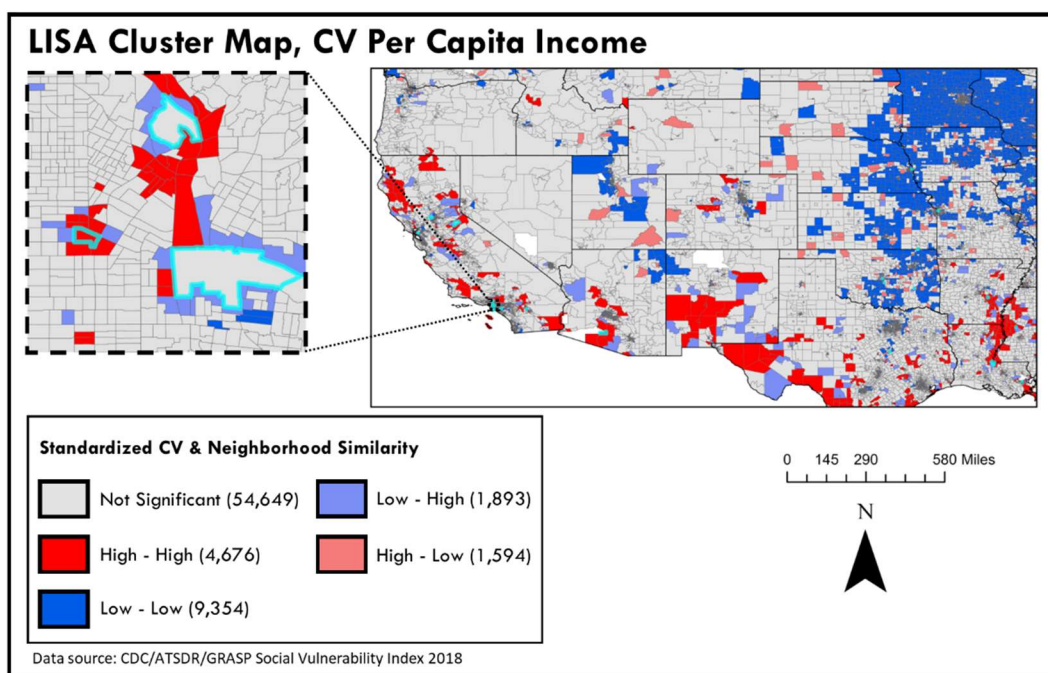 LISA Cluster Map, CV Per Capita Income
Standardized CV & Neighborhood Similarity
Not Significant (54,649)
Low - High (1,893)
High - High (4,676)
High - Low (1,594)
Low - Low (9,354)
0 145 290 580 Miles
N
Data source: CDC/ATSDR/GRASP Social Vulnerability Index 2018